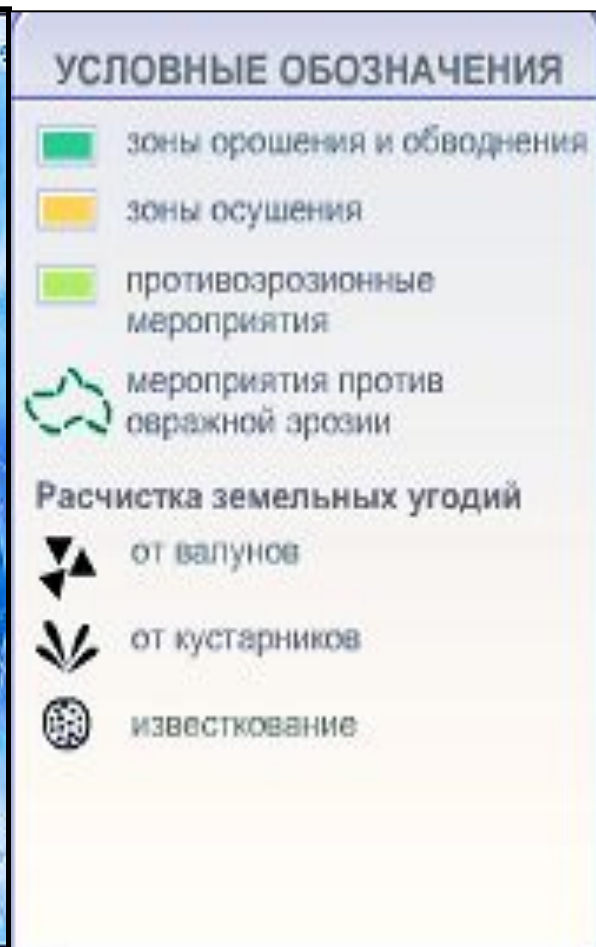 УСЛОВНЫЕ ОБОЗНАЧЕНИЯ
зоны орошения и обводнения
зоны осушения
противоэрозионные
мероприятия
мероприятия против
овражной эрозии
Расчистка земельных угодий
от валунов
от кустарников
известкование